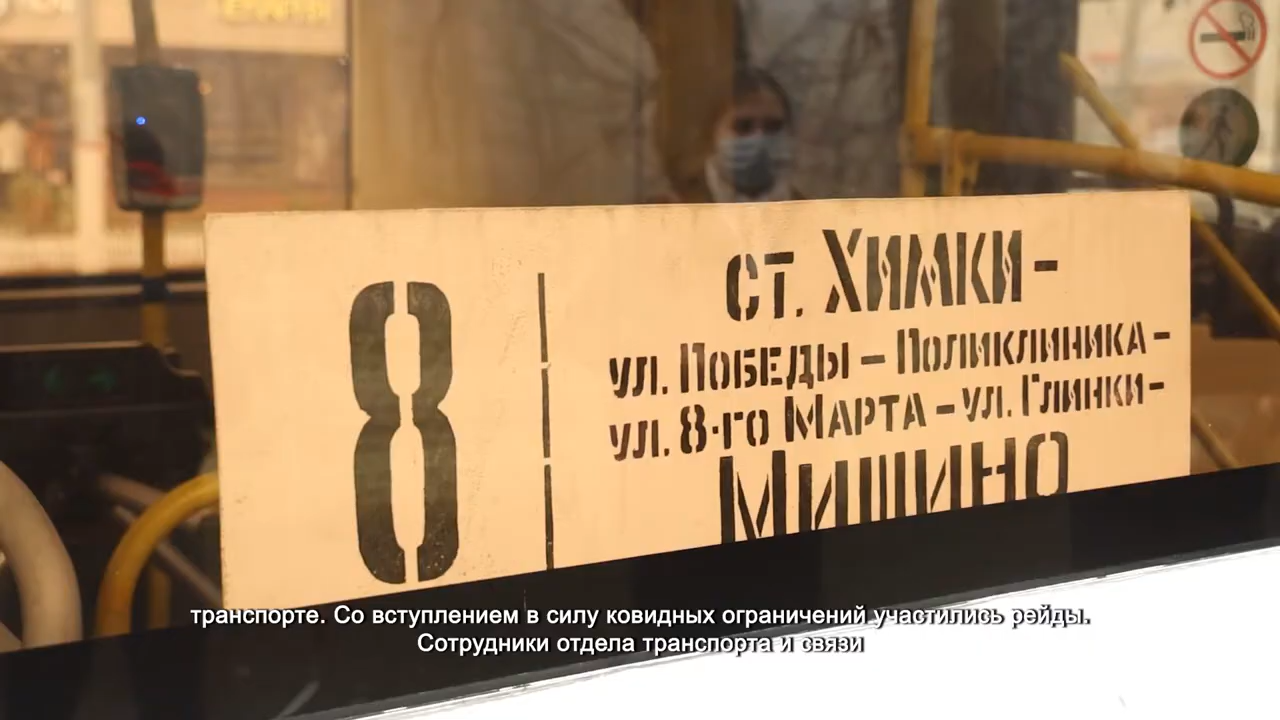 8
ст. Химки –
ул. Победы – Поликлиника –
ул. 8-го Марта – ул. Глинки –
Мишино
транспорте. Со вступлением в силу ковидных ограничений участились рейды.
Сотрудники отдела транспорта и связи